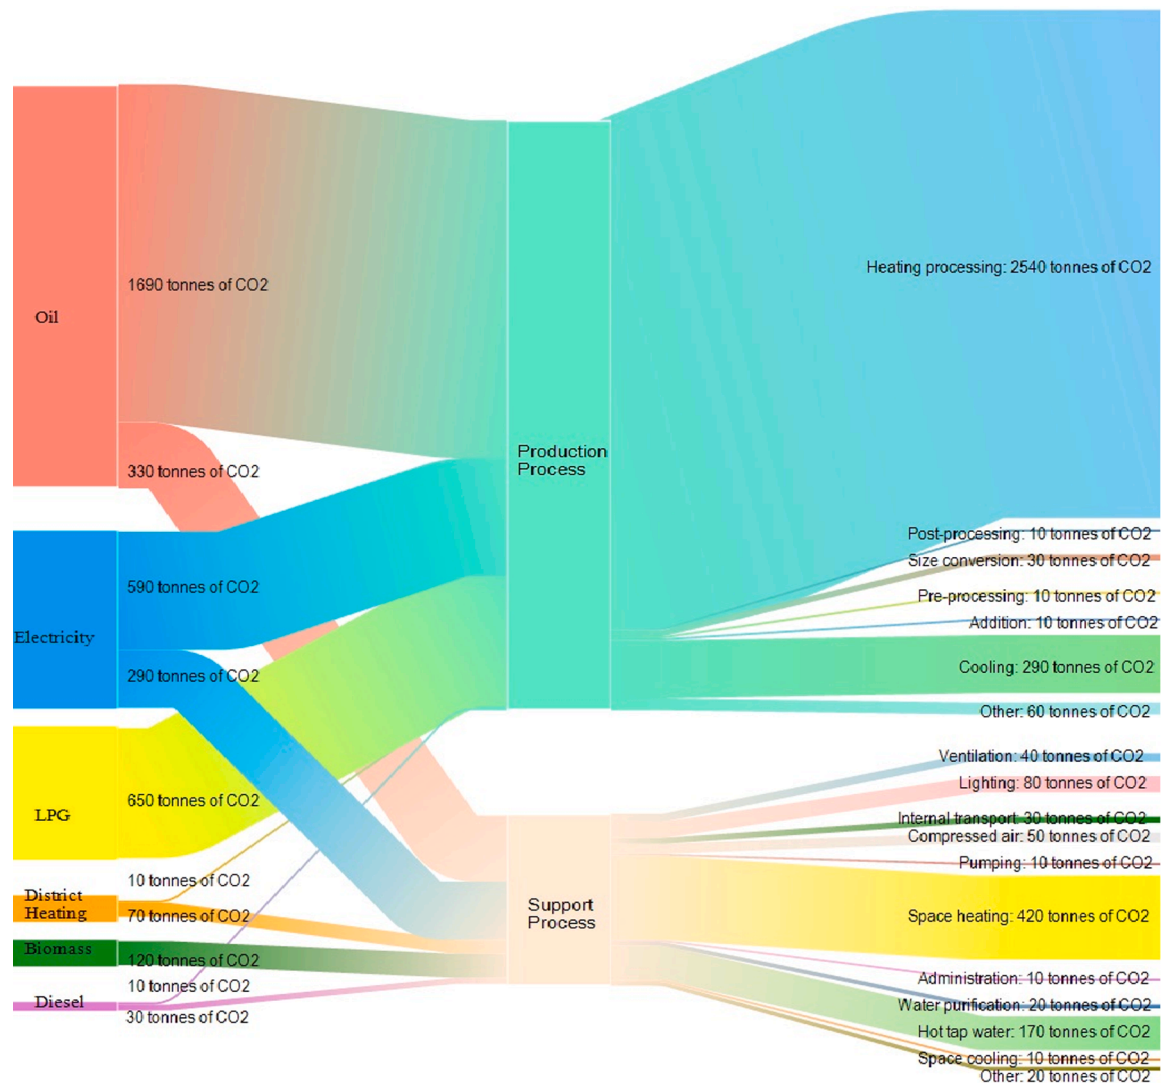 Oil
1690 tonnes of CO2
330 tonnes of CO2
Electricity
590 tonnes of CO2
290 tonnes of CO2
LPG
650 tonnes of CO2
District
Heating
10 tonnes of CO2
70 tonnes of CO2
Biomass
120 tonnes of CO2
Diesel
10 tonnes of CO2
30 tonnes of CO2
Production
Process
Support
Process
Heating processing: 2540 tonnes of CO2
Post-processing: 10 tonnes of CO2
Size conversion: 30 tonnes of CO2
Pre-processing: 10 tonnes of CO2
Addition: 10 tonnes of CO2
Cooling: 290 tonnes of CO2
Other: 60 tonnes of CO2
Ventilation: 40 tonnes of CO2
Lighting: 80 tonnes of CO2
Internal transport: 30 tonnes of CO2
Compressed air: 50 tonnes of CO2
Pumping: 10 tonnes of CO2
Space heating: 420 tonnes of CO2
Administration: 10 tonnes of CO2
Water purification: 20 tonnes of CO2
Hot tap water: 170 tonnes of CO2
Space cooling: 10 tonnes of CO2
Other: 20 tonnes of CO2